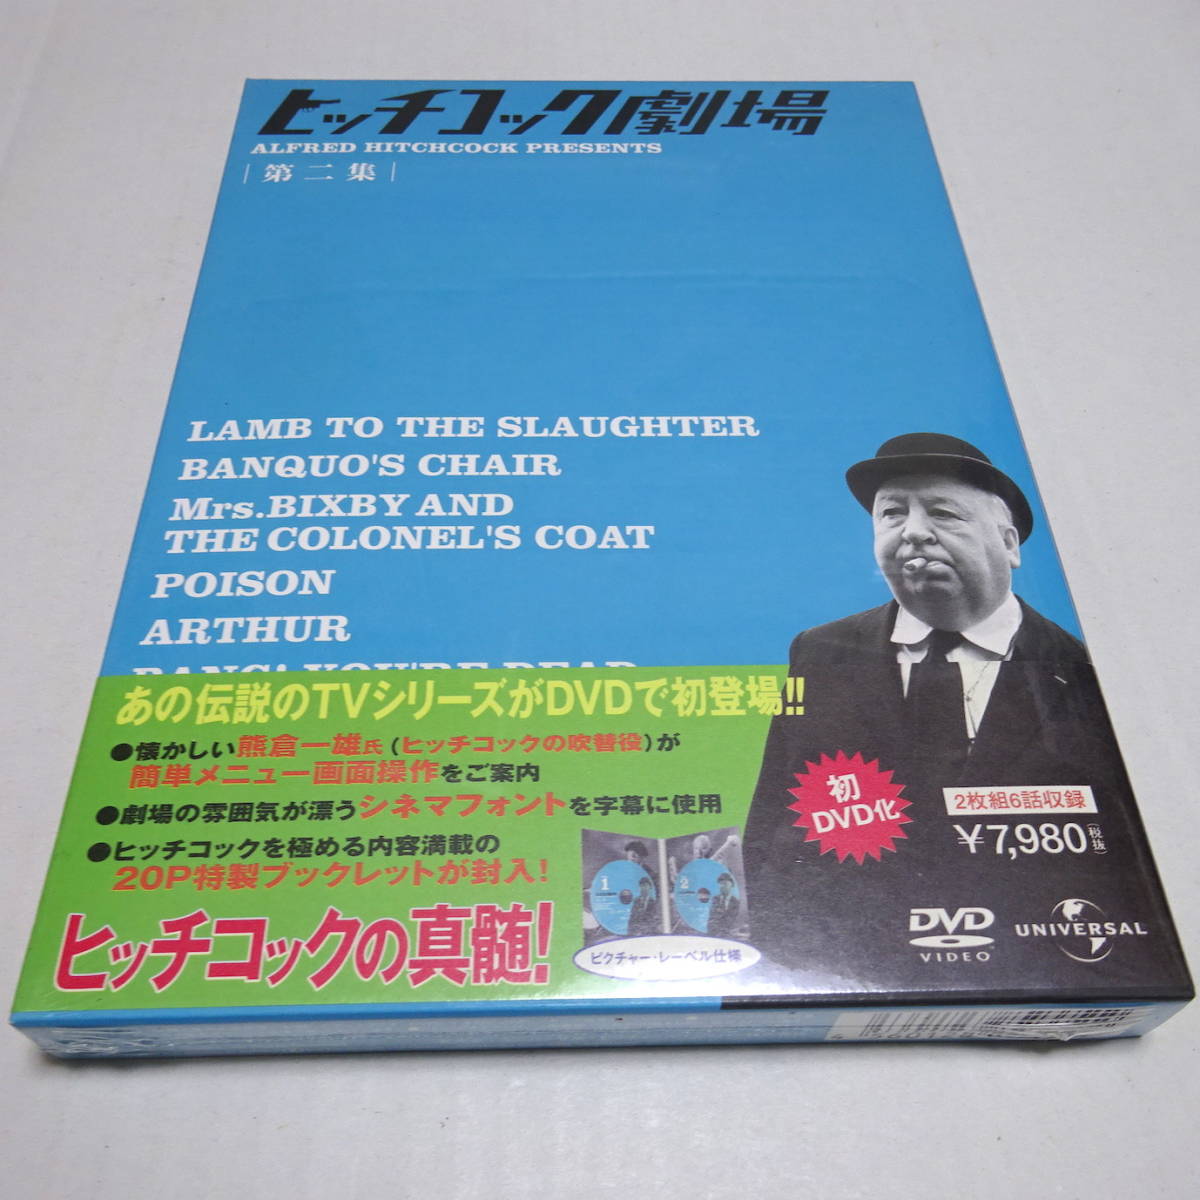 ヒッチコック劇場
ALFRED HITCHCOCK PRESENTS
第二集
LAMB TO THE SLAUGHTER
BANQUO'S CHAIR
Mrs.BIXBY AND
THE COLONEL'S COAT
POISON
ARTHUR
BANG! YOU'RE DEAD
あの伝説のTVシリーズがDVDで初登場!!
●懐かしい熊倉一雄氏(ヒッチコックの吹替役)が
簡単メニュー画面操作をご案内
●劇場の雰囲気が漂うシネマフォントを字幕に使用
●ヒッチコックを極める内容満載の
20P特製ブックレットが封入!
ヒッチコックの真髄!
1
2
ピクチャー・レーベル仕様
初
DVD化
2枚組6話収録
¥7,980(税抜)
DVD
VIDEO
UNIVERSAL